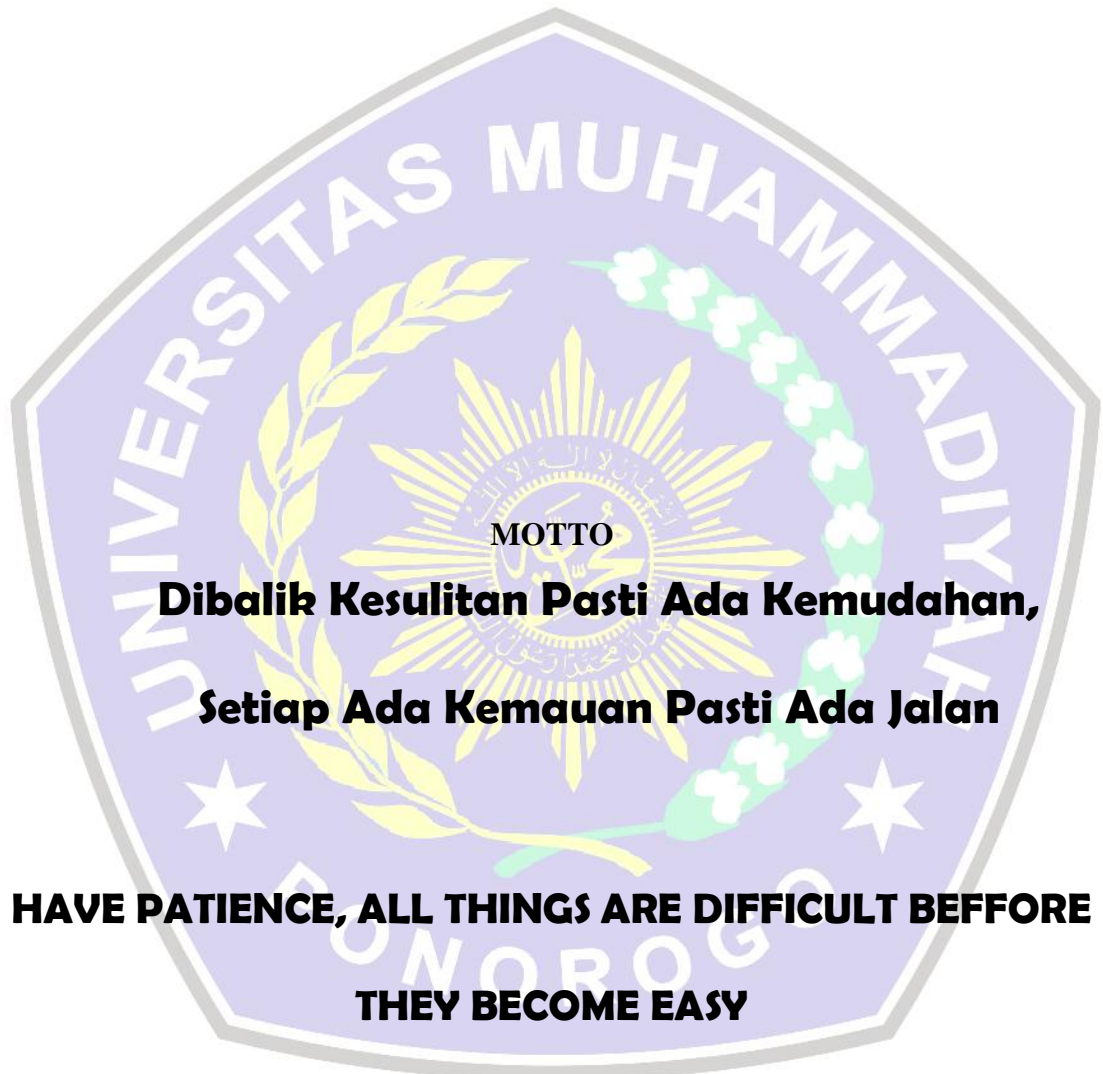 UNIVERSITAS MUHAMMADIYAH
MOTTO
Dibalik Kesulitan Pasti Ada Kemudahan,
Setiap Ada Kemauan Pasti Ada Jalan
HAVE PATIENCE, ALL THINGS ARE DIFFICULT BEFFORE
THEY BECOME EASY
PONOROGO